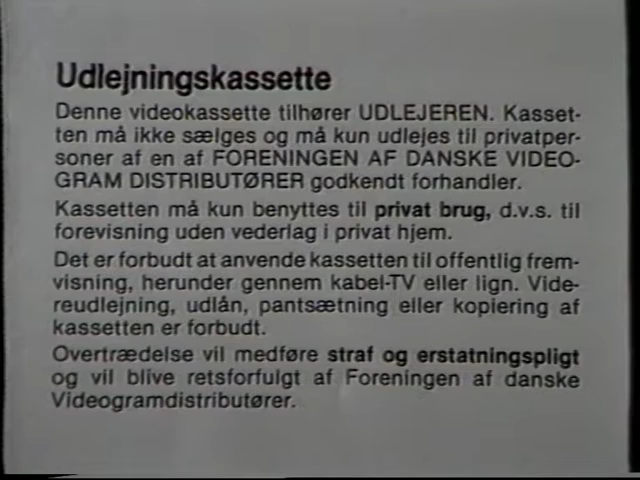 Udlejningskassette
Denne videokassette tilhører UDLEJEREN. Kasset-
ten må ikke sælges og må kun udlejes til privatper-
soner af en af FORENINGEN AF DANSKE VIDEO-
GRAM DISTRIBUTØRER godkendt forhandler.
Kassetten må kun benyttes til privat brug, d.v.s. til
forevisning uden vederlag i privat hjem.
Det er forbudt at anvende kassetten til offentlig frem-
visning, herunder gennem kabel-TV eller lign. Vide-
reudlejning, udlån, pantsætning eller kopiering af
kassetten er forbudt.
Overtrædelse vil medføre straf og erstatningspligt
og vil blive retsforfulgt af Foreningen af danske
Videogramdistributører.